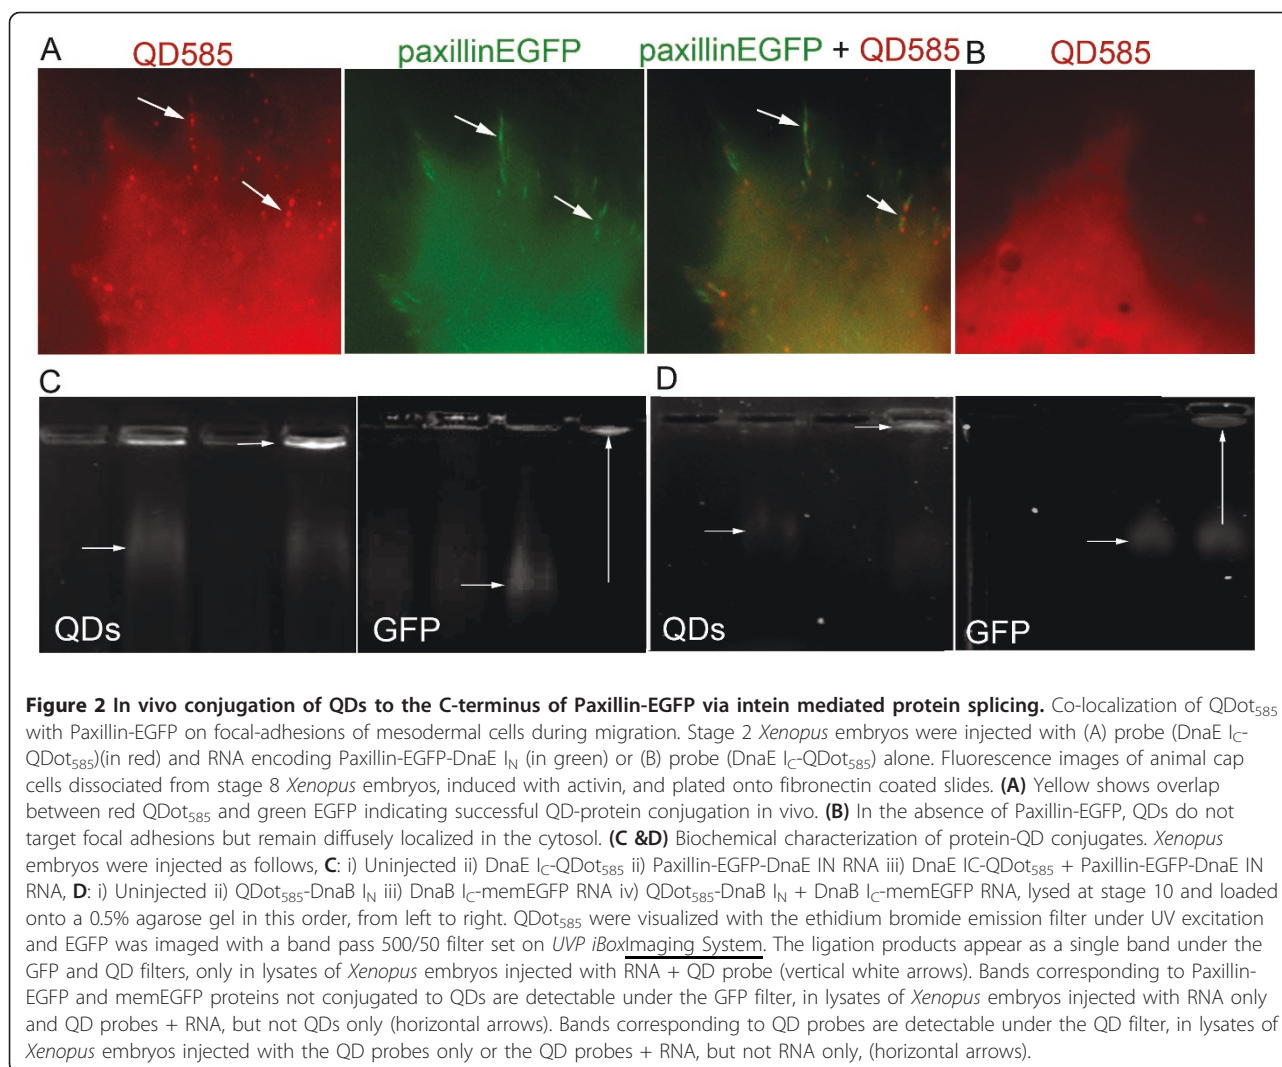 A
QD585
paxillinEGFP
paxillinEGFP + QD585
B
QD585
C
D
QDs
GFP
QDs
GFP
Figure 2 In vivo conjugation of QDs to the C-terminus of Paxillin-EGFP via intein mediated protein splicing. Co-localization of QDot585
with Paxillin-EGFP on focal-adhesions of mesodermal cells during migration. Stage 2 Xenopus embryos were injected with (A) probe (DnaE IC-
QDot585)(in red) and RNA encoding Paxillin-EGFP-DnaE IN (in green) or (B) probe (DnaE IC-QDot585) alone. Fluorescence images of animal cap
cells dissociated from stage 8 Xenopus embryos, induced with activin, and plated onto fibronectin coated slides. (A) Yellow shows overlap
between red QDot585 and green EGFP indicating successful QD-protein conjugation in vivo. (B) In the absence of Paxillin-EGFP, QDs do not
target focal adhesions but remain diffusely localized in the cytosol. (C &D) Biochemical characterization of protein-QD conjugates. Xenopus
embryos were injected as follows, C: i) Uninjected ii) DnaE IC-QDot585 ii) Paxillin-EGFP-DnaE IN RNA iii) DnaE IC-QDot585 + Paxillin-EGFP-DnaE IN
RNA, D: i) Uninjected ii) QDot585-DnaB IN iii) DnaB IC-memEGFP RNA iv) QDot585-DnaB IN + DnaB IC-memEGFP RNA, lysed at stage 10 and loaded
onto a 0.5% agarose gel in this order, from left to right. QDot585 were visualized with the ethidium bromide emission filter under UV excitation
and EGFP was imaged with a band pass 500/50 filter set on UVP iBoxImaging System. The ligation products appear as a single band under the
GFP and QD filters, only in lysates of Xenopus embryos injected with RNA + QD probe (vertical white arrows). Bands corresponding to Paxillin-
EGFP and memEGFP proteins not conjugated to QDs are detectable under the GFP filter, in lysates of Xenopus embryos injected with RNA only
and QD probes + RNA, but not QDs only (horizontal arrows). Bands corresponding to QD probes are detectable under the QD filter, in lysates of
Xenopus embryos injected with the QD probes only or the QD probes + RNA, but not RNA only, (horizontal arrows).